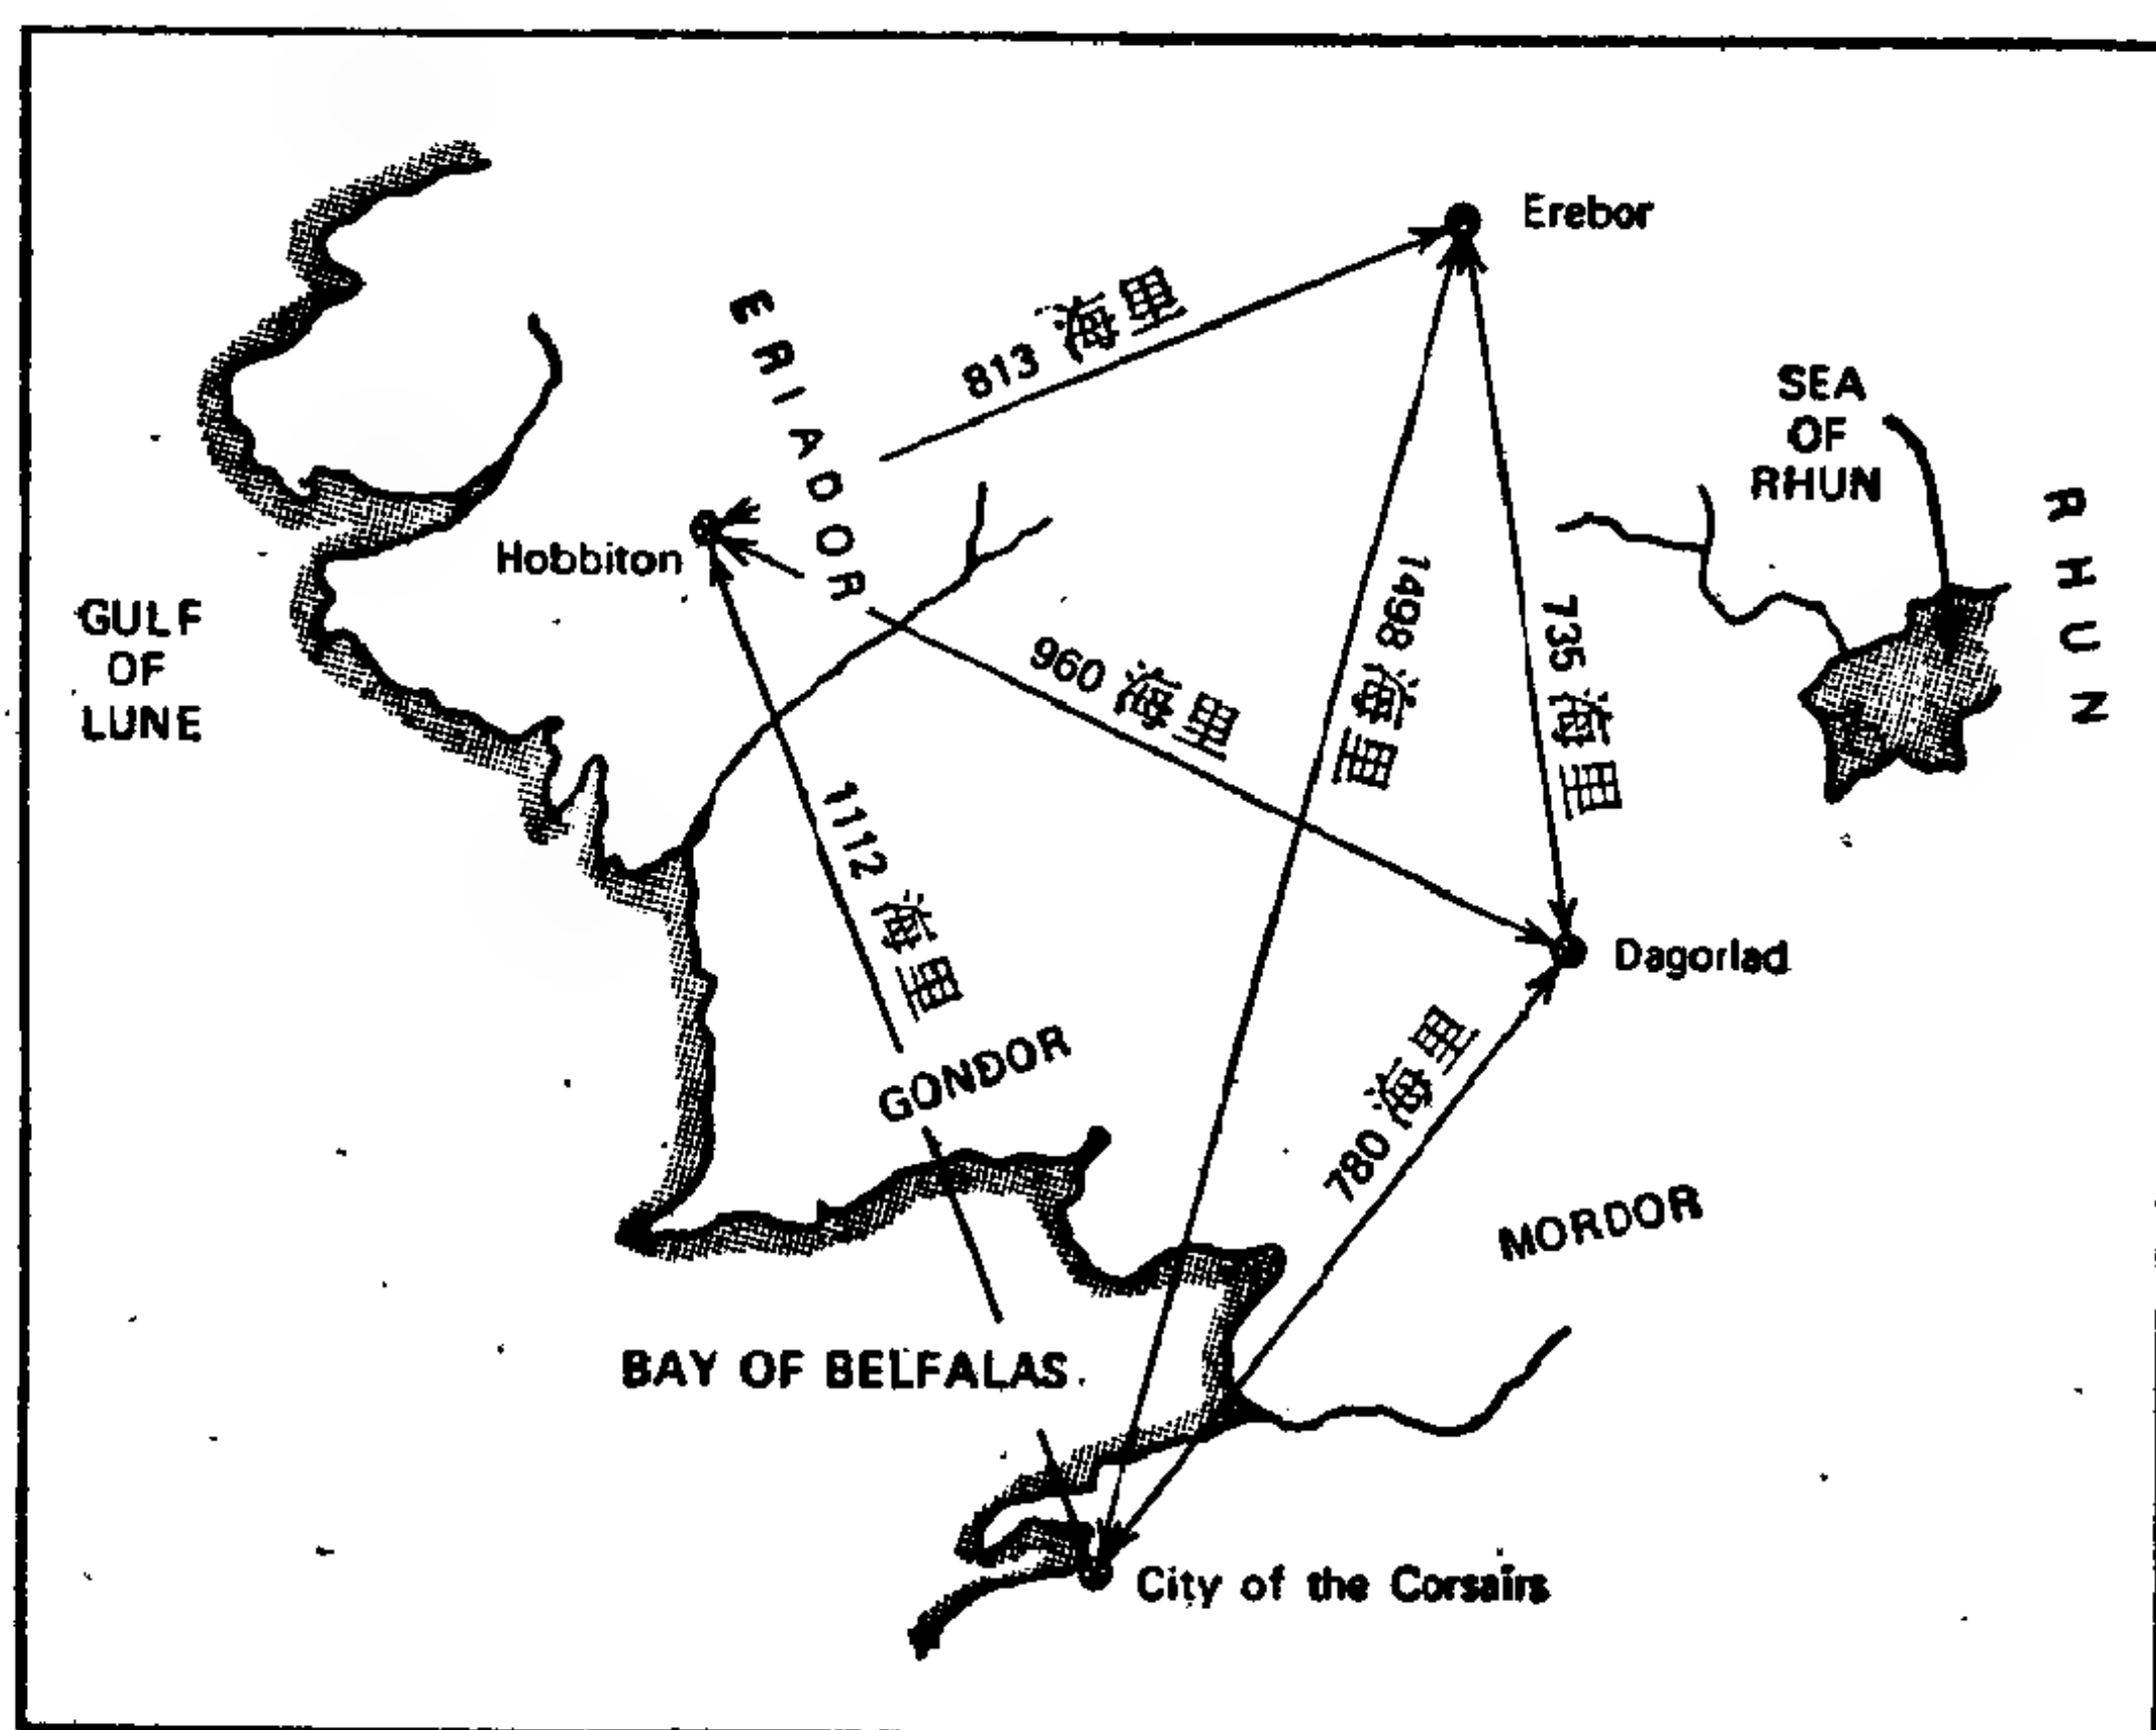 Erebor
813 海里
ERIADOR
SEA
OF
RHUN
RHUN
Hobbiton
GULF
OF
LUNE
960 海里
1498 海里
735 海里
1112 海里
Dagorlad
GONDOR
780 海里
MORDOR
BAY OF BELFALAS
City of the Corsairs